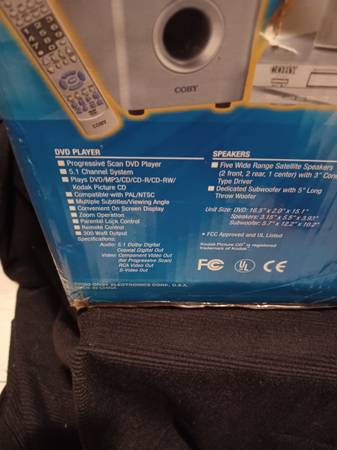 COBY
COBY
COBY
DVD PLAYER
Progressive Scan DVD Player
5.1 Channel System
Plays DVD/MP3/CD/CD-R/CD-RW/
Kodak Picture CD
Compatible with PAL/NTSC
Multiple Subtitles/Viewing Angle
Convenient On Screen Display
Zoom Operation
Parental Lock Control
Remote Control
300 Watt Output
Specifications:
Audio: 5.1 Dolby Digital
Coaxial Digital Out
Video: Component Video Out
(for Progressive Scan)
RCA Video Out
S-Video Out
SPEAKERS
Five Wide Range Satellite Speakers
(2 front, 2 rear, 1 center) with 3" Cone
Type Driver
Dedicated Subwoofer with 5" Long
Throw Woofer
Unit Size: DVD: 16.5" x 2.0" x 15.1"
Speakers: 3.15" x 5.8" x 3.93"
Subwoofer: 5.7" x 12.2" x 10.2"
• FCC Approved and UL Listed
Kodak Picture CD is registered
trademark of Kodak
FC UL CE
COBY ELECTRONICS CORP., U.S.A.